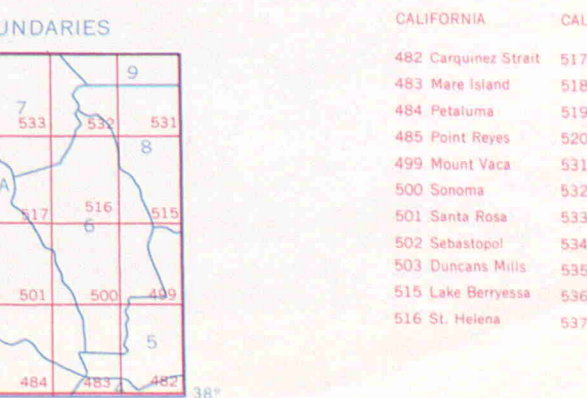 UNDARIES
9
7
533 532 531
8
A
517 516 515
6
501 500 499
5
484 483 482
4
38°
CALIFORNIA
482 Carquinez Strait
483 Mare Island
484 Petaluma
485 Point Reyes
499 Mount Vaca
500 Sonoma
501 Santa Rosa
502 Sebastopol
503 Duncans Mills
515 Lake Berryessa
516 St. Helena
CAL
517
518
519
520
531
532
533
534
535
536
537